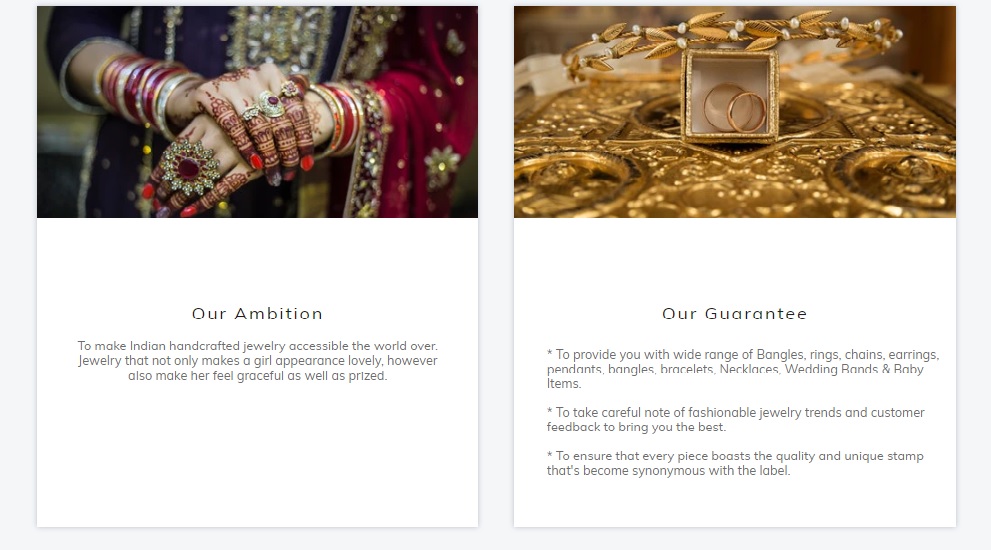 Our Ambition
To make Indian handcrafted jewelry accessible the world over.
Jewelry that not only makes a girl appearance lovely, however
also make her feel graceful as well as prized.
Our Guarantee
* To provide you with wide range of Bangles, rings, chains, earrings,
pendants, bangles, bracelets, Necklaces, Wedding Bands & Baby
Items.
* To take careful note of fashionable jewelry trends and customer
feedback to bring you the best.
* To ensure that every piece boasts the quality and unique stamp
that's become synonymous with the label.